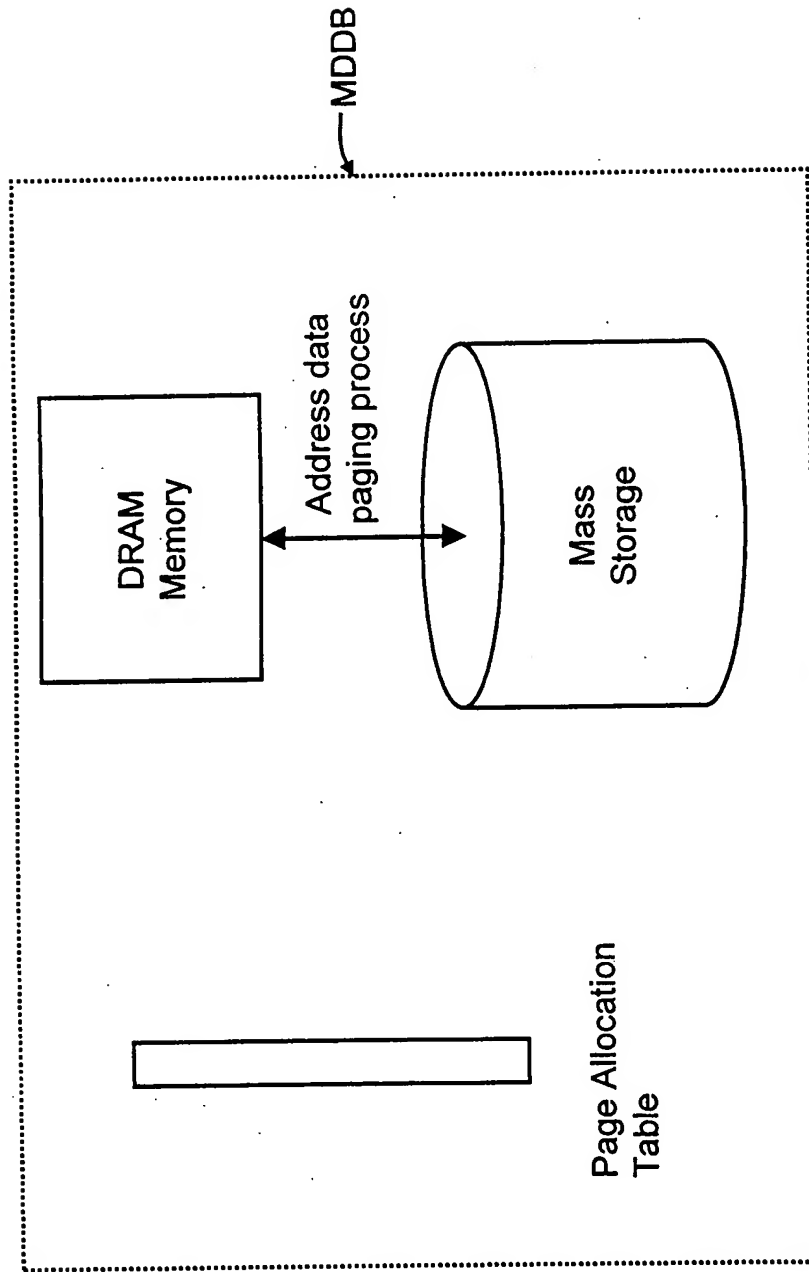 MDDB
DRAM
Memory
Address data
paging process
Mass
Storage
Page Allocation
Table